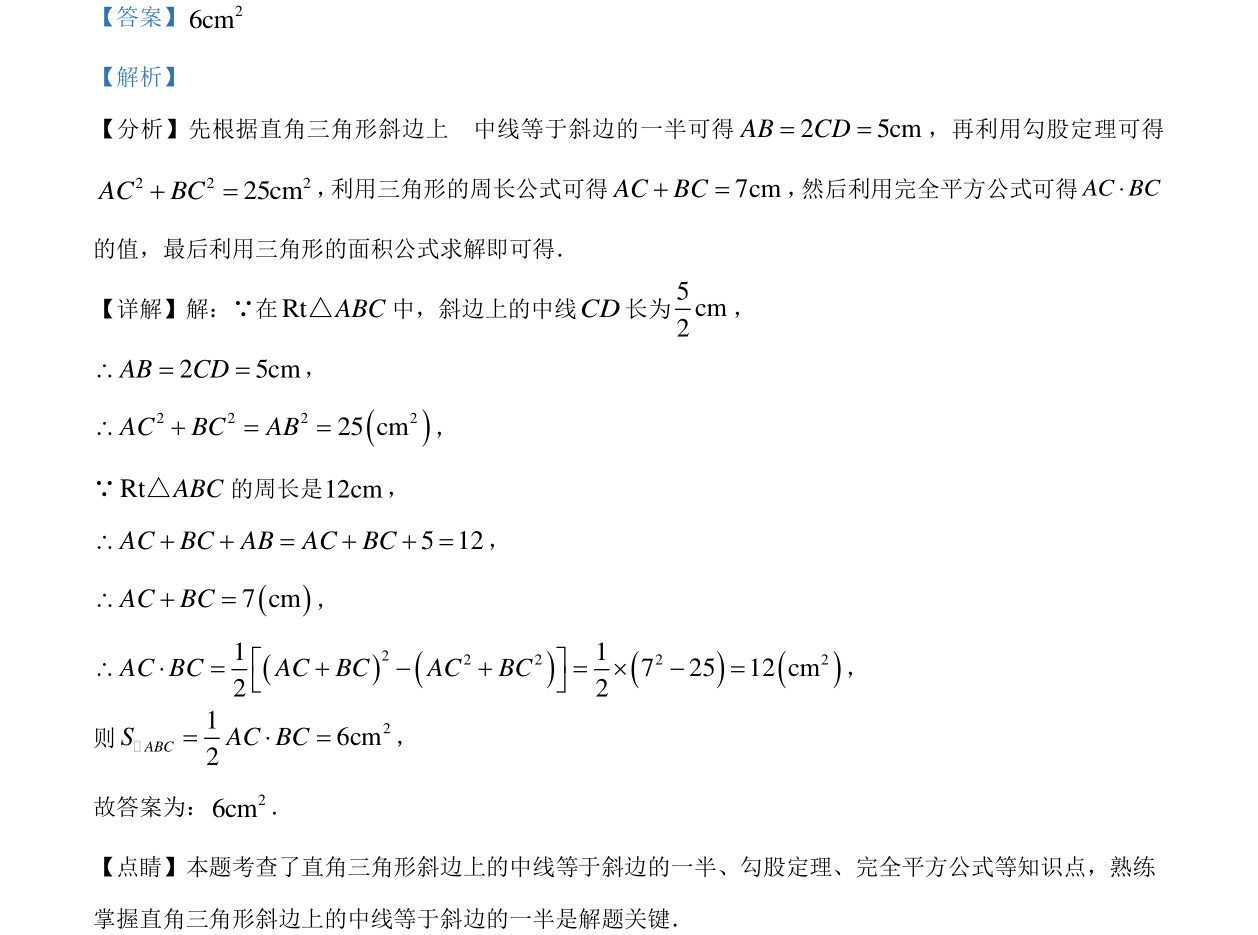 【答案】6cm²
【解析】
【分析】先根据直角三角形斜边上 中线等于斜边的一半可得 AB = 2CD = 5cm，再利用勾股定理可得
AC² + BC² = 25cm²，利用三角形的周长公式可得 AC + BC = 7cm，然后利用完全平方公式可得 AC · BC
的值，最后利用三角形的面积公式求解即可得．
【详解】解：∵在 Rt△ABC 中，斜边上的中线 CD 长为 5/2 cm，
∴ AB = 2CD = 5cm，
∴ AC² + BC² = AB² = 25(cm²)，
∵ Rt△ABC 的周长是12cm，
∴ AC + BC + AB = AC + BC + 5 = 12，
∴ AC + BC = 7(cm)，
∴ AC · BC = 1/2[(AC + BC)² − (AC² + BC²)] = 1/2 × (7² − 25) = 12(cm²)，
则 S▯ABC = 1/2 AC · BC = 6cm²，
故答案为：6cm²．
【点睛】本题考查了直角三角形斜边上的中线等于斜边的一半、勾股定理、完全平方公式等知识点，熟练
掌握直角三角形斜边上的中线等于斜边的一半是解题关键．